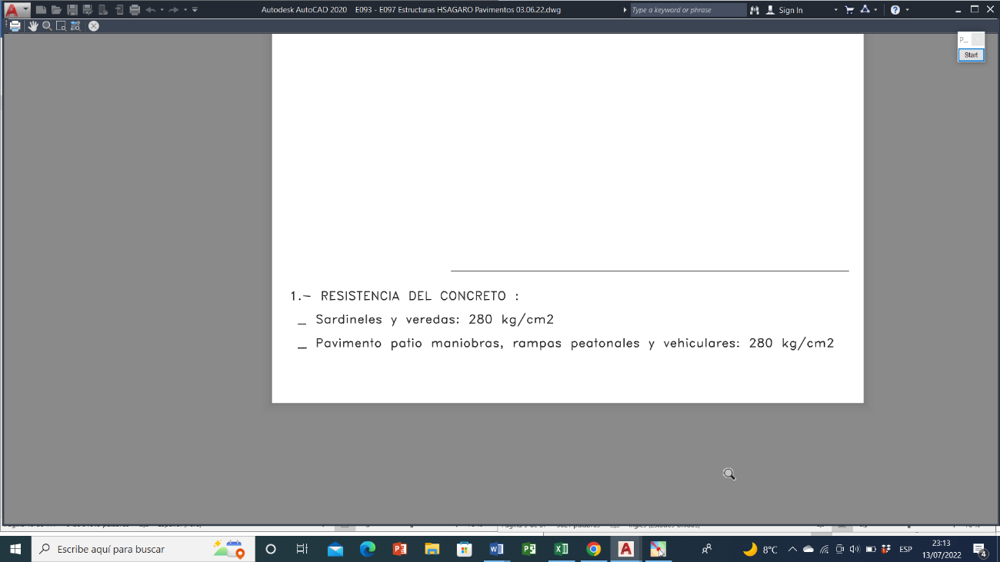 Autodesk AutoCAD 2020 E093 - E097 Estructuras HSAGARO Pavimentos 03.06.22.dwg
Type a keyword or phrase
Sign In
P...
Start
1.- RESISTENCIA DEL CONCRETO :
_ Sardineles y veredas: 280 kg/cm2
_ Pavimento patio maniobras, rampas peatonales y vehiculares: 280 kg/cm2
Escribe aquí para buscar
8°C
ESP
23:13
13/07/2022
4